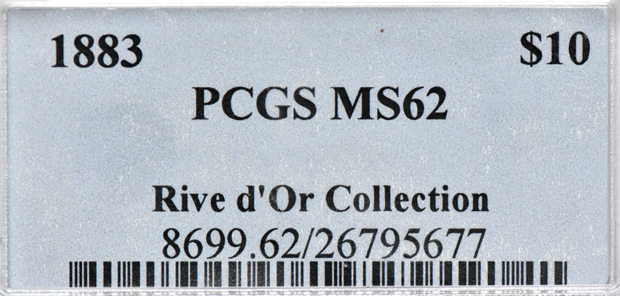 1883 $10
PCGS MS62
Rive d'Or Collection
8699.62/26795677